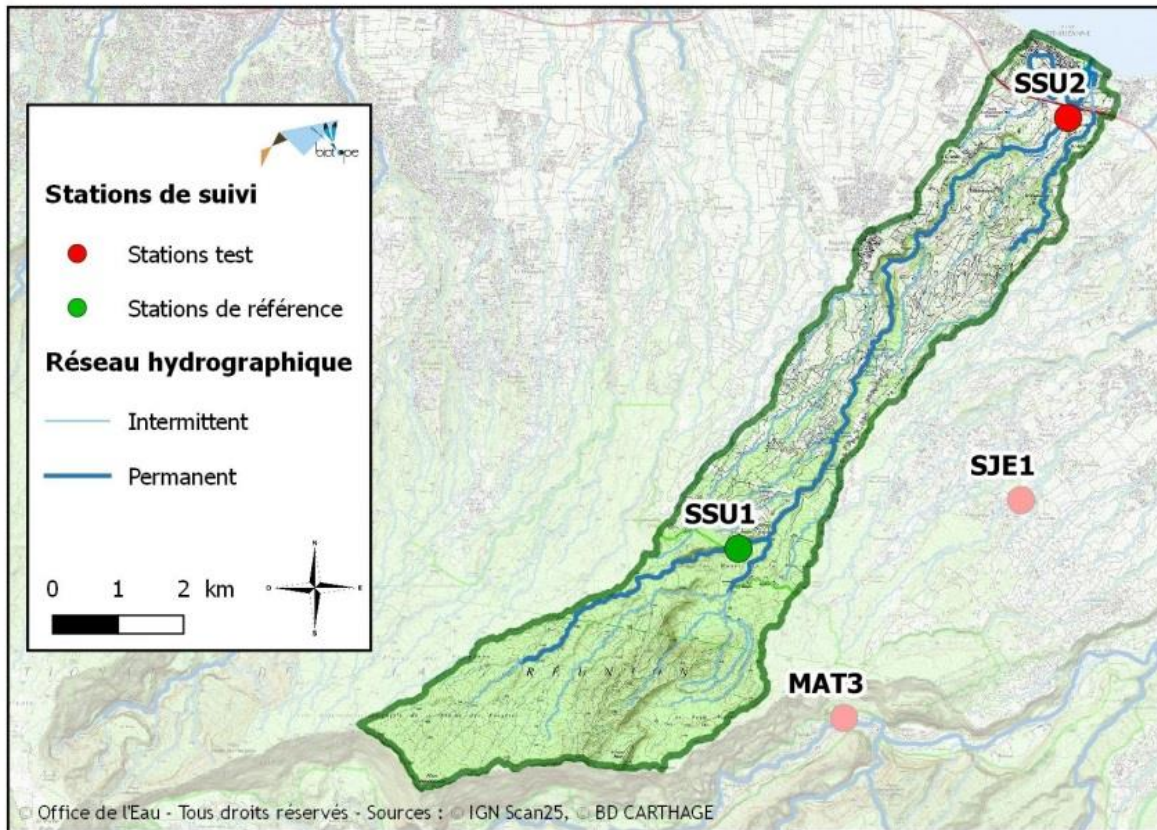 SSU2
biotope
Stations de suivi
Stations test
Stations de référence
Réseau hydrographique
Intermittent
Permanent
0 1 2 km
N
O E
S
SJE1
SSU1
RÉUNION
MAT3
© Office de l'Eau - Tous droits réservés - Sources : © IGN Scan25, © BD CARTHAGE